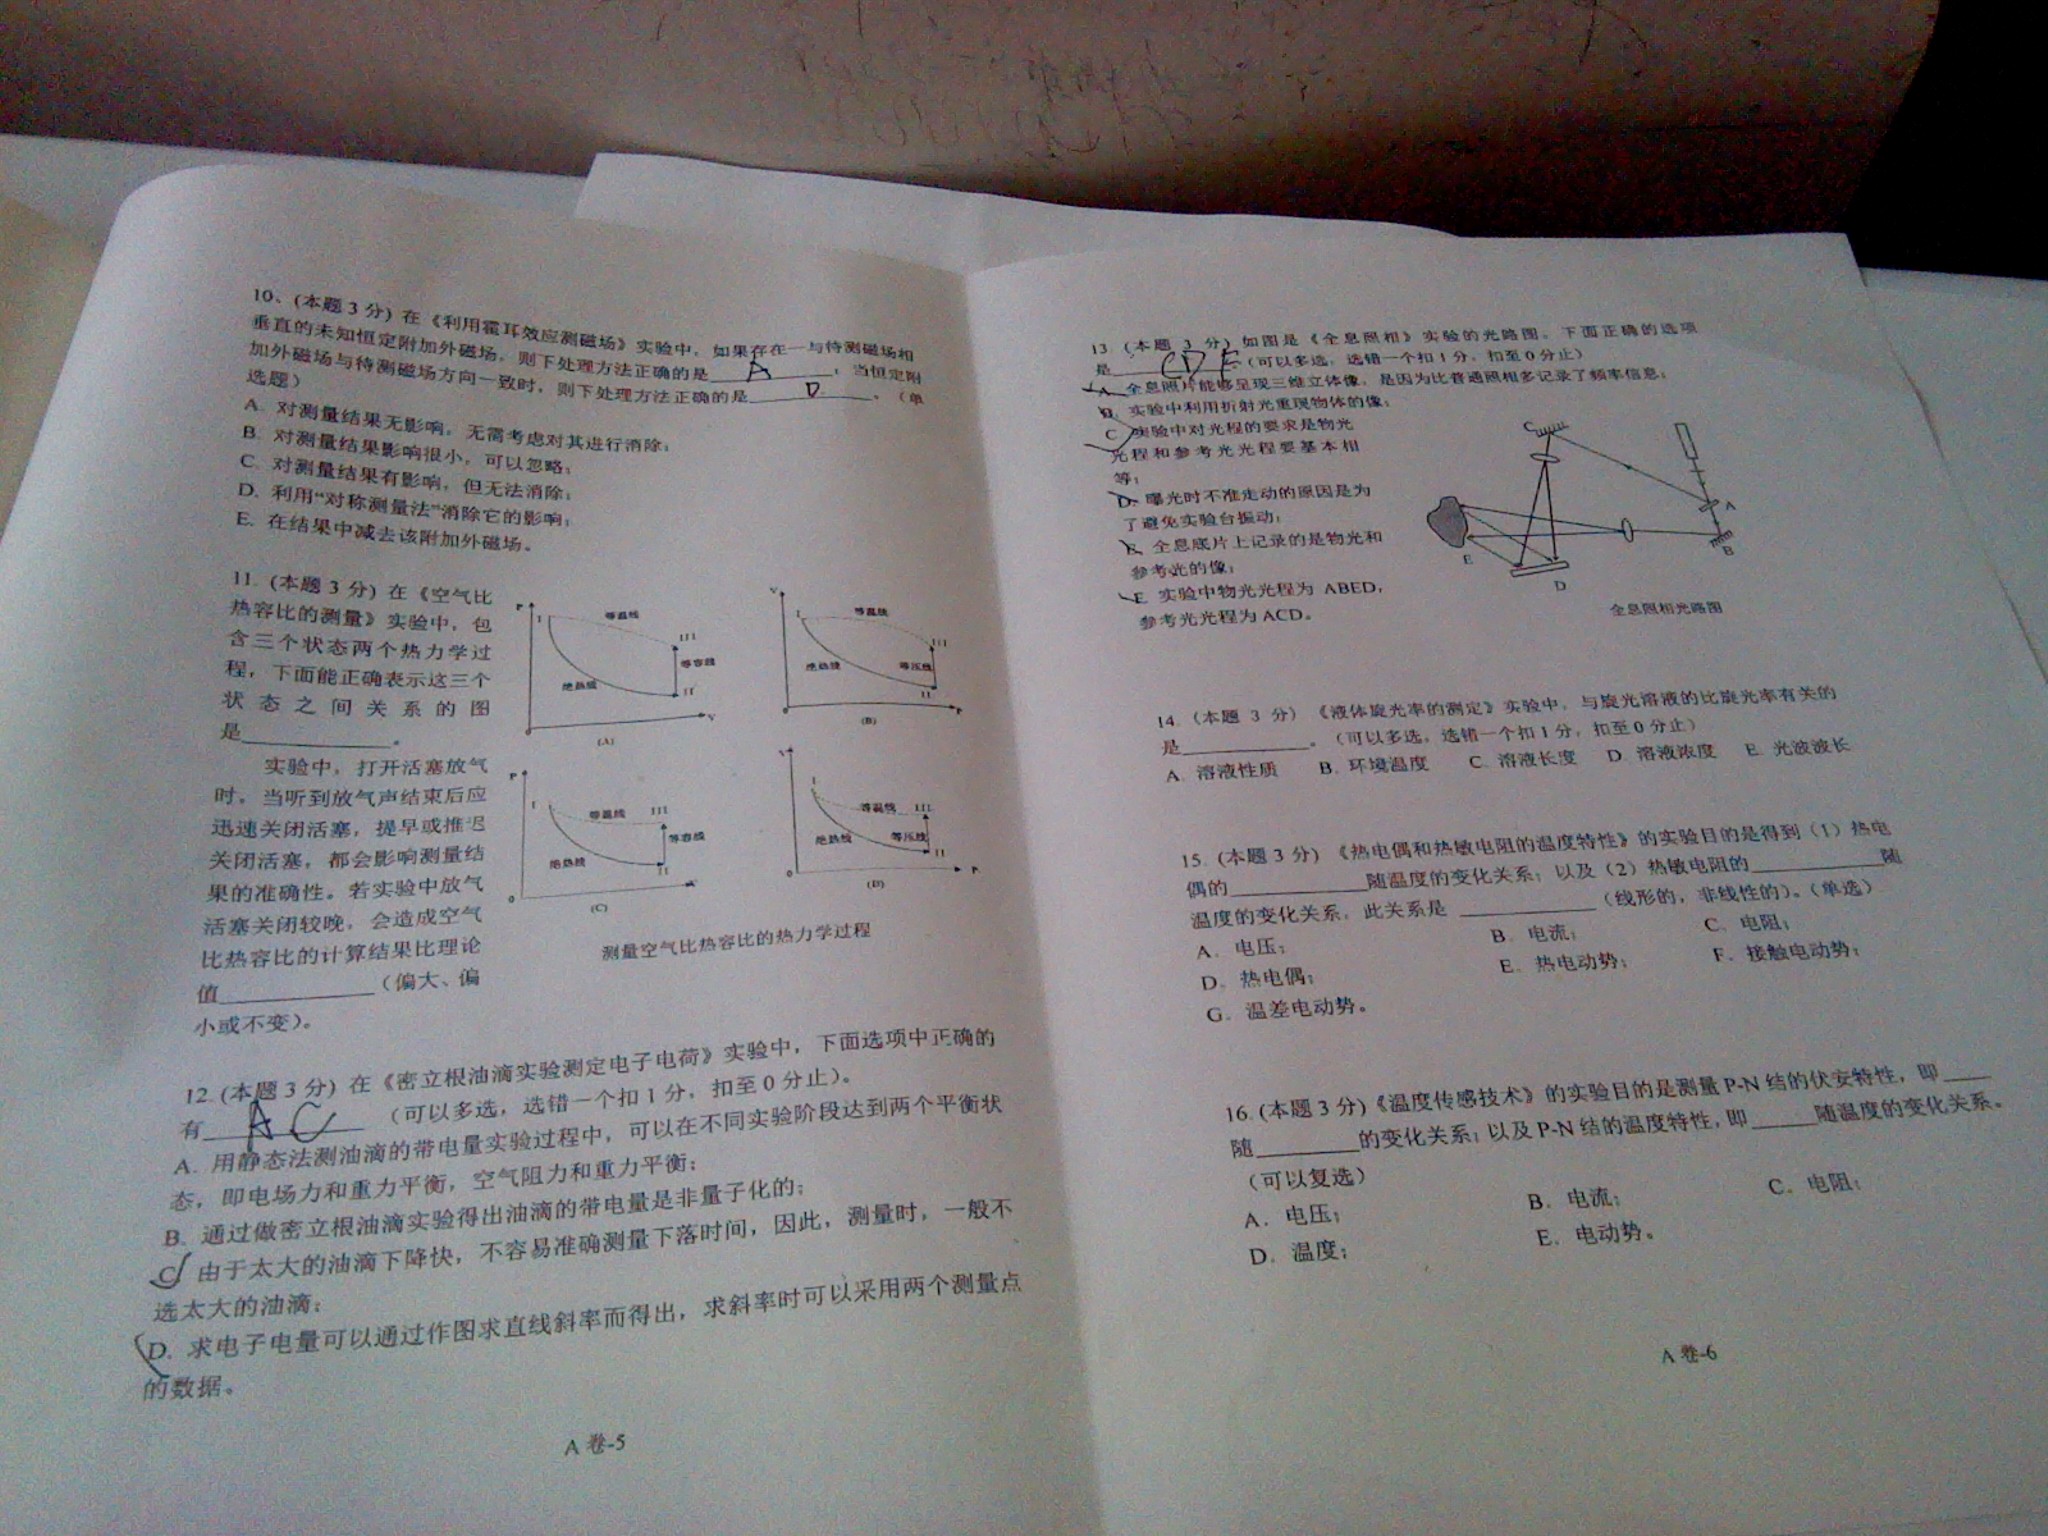 10、(本题 3 分) 在《利用霍耳效应测磁场》实验中，如果存在一与待测磁场相
垂直的未知恒定附加外磁场，则下处理方法正确的是 A ；当恒定附
加外磁场与待测磁场方向一致时，则下处理方法正确的是 D 。（单
选题）
A. 对测量结果无影响，无需考虑对其进行消除；
B. 对测量结果影响很小，可以忽略；
C. 对测量结果有影响，但无法消除；
D. 利用“对称测量法”消除它的影响；
E. 在结果中减去该附加外磁场。
11. (本题 3 分) 在《空气比
热容比的测量》实验中，包
含三个状态两个热力学过
程，下面能正确表示这三个
状态之间关系的图
是____________。
实验中，打开活塞放气
时，当听到放气声结束后应
迅速关闭活塞，提早或推迟
关闭活塞，都会影响测量结
果的准确性。若实验中放气
活塞关闭较晚，会造成空气
比热容比的计算结果比理论
值____________（偏大、偏
小或不变）。
P I 等温线 III 等容线 绝热线 II V
(A)
V I 等温线 III 绝热线 等压线 II P
(B)
P I 等温线 III 等容线 绝热线 II 0
(C)
V I 等温线 III 绝热线 等压线 II 0 P
(D)
测量空气比热容比的热力学过程
12. (本题 3 分) 在《密立根油滴实验测定电子电荷》实验中，下面选项中正确的
有 A C （可以多选，选错一个扣 1 分，扣至 0 分止）。
A. 用静态法测油滴的带电量实验过程中，可以在不同实验阶段达到两个平衡状
态，即电场力和重力平衡，空气阻力和重力平衡；
B. 通过做密立根油滴实验得出油滴的带电量是非量子化的；
C. 由于太大的油滴下降快，不容易准确测量下落时间，因此，测量时，一般不
选太大的油滴；
D. 求电子电量可以通过作图求直线斜率而得出，求斜率时可以采用两个测量点
的数据。
A 卷-5
13. (本题 3 分) 如图是《全息照相》实验的光路图，下面正确的选项
是 C D F （可以多选，选错一个扣 1 分，扣至 0 分止）
A. 全息照片能够呈现三维立体像，是因为比普通照相多记录了频率信息；
B. 实验中利用折射光重现物体的像；
C. 实验中对光程的要求是物光
光程和参考光光程要基本相
等；
D. 曝光时不准走动的原因是为
了避免实验台振动；
E. 全息底片上记录的是物光和
参考光的像；
F. 实验中物光光程为 ABED，
参考光光程为 ACD。
C
A
B
E
D
全息照相光路图
14. （本题 3 分）《液体旋光率的测定》实验中，与旋光溶液的比旋光率有关的
是____________。（可以多选，选错一个扣 1 分，扣至 0 分止）
A. 溶液性质 B. 环境温度 C. 溶液长度 D. 溶液浓度 E. 光波波长
15. (本题 3 分) 《热电偶和热敏电阻的温度特性》的实验目的是得到（1）热电
偶的____________随温度的变化关系；以及（2）热敏电阻的____________随
温度的变化关系，此关系是____________（线形的，非线性的）。（单选）
A. 电压； B. 电流； C. 电阻；
D. 热电偶； E. 热电动势； F. 接触电动势；
G. 温差电动势。
16. (本题 3 分)《温度传感技术》的实验目的是测量 P-N 结的伏安特性，即____
随________的变化关系；以及 P-N 结的温度特性，即_____随温度的变化关系。
（可以复选）
A. 电压； B. 电流； C. 电阻；
D. 温度； E. 电动势。
A 卷-6